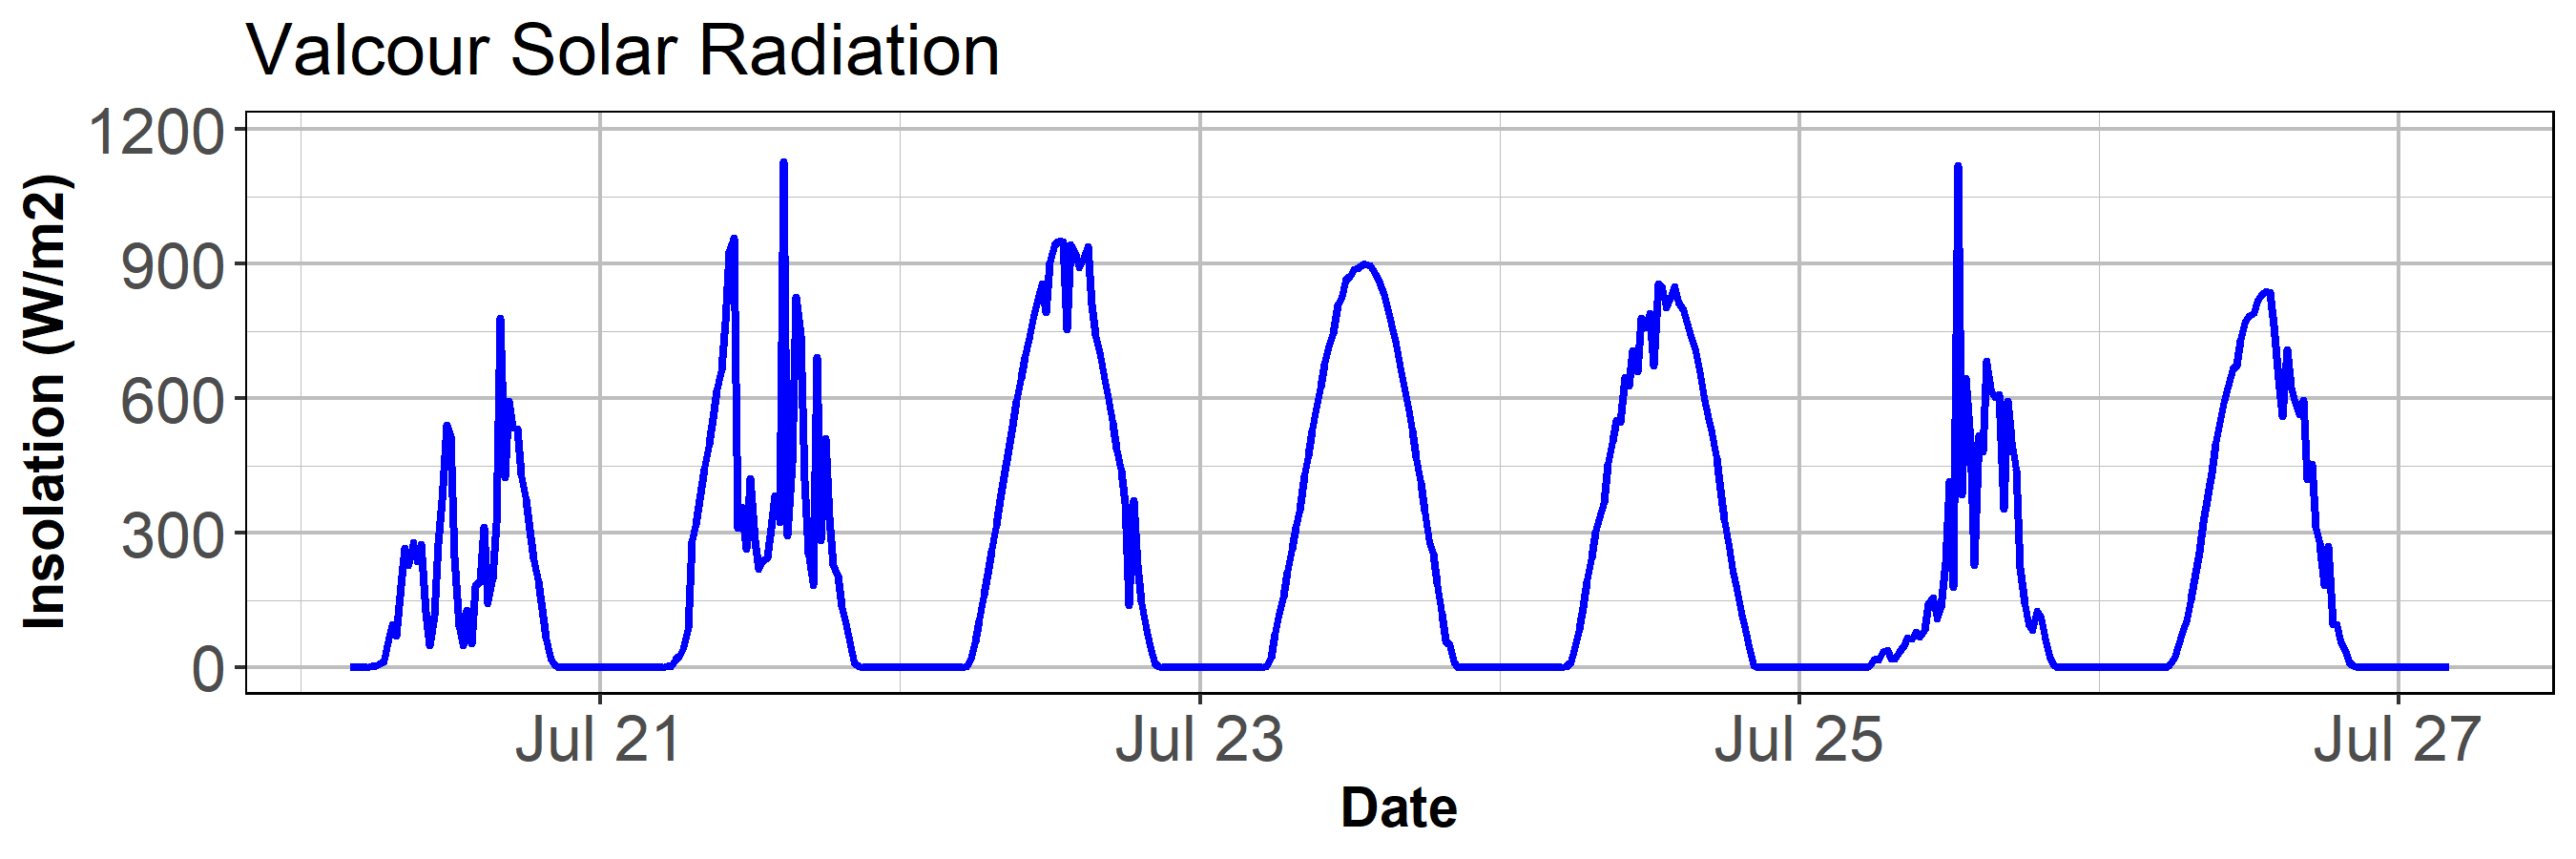 Valcour Solar Radiation
Insolation (W/m2)
1200
900
600
300
0
Jul 21
Jul 23
Jul 25
Jul 27
Date